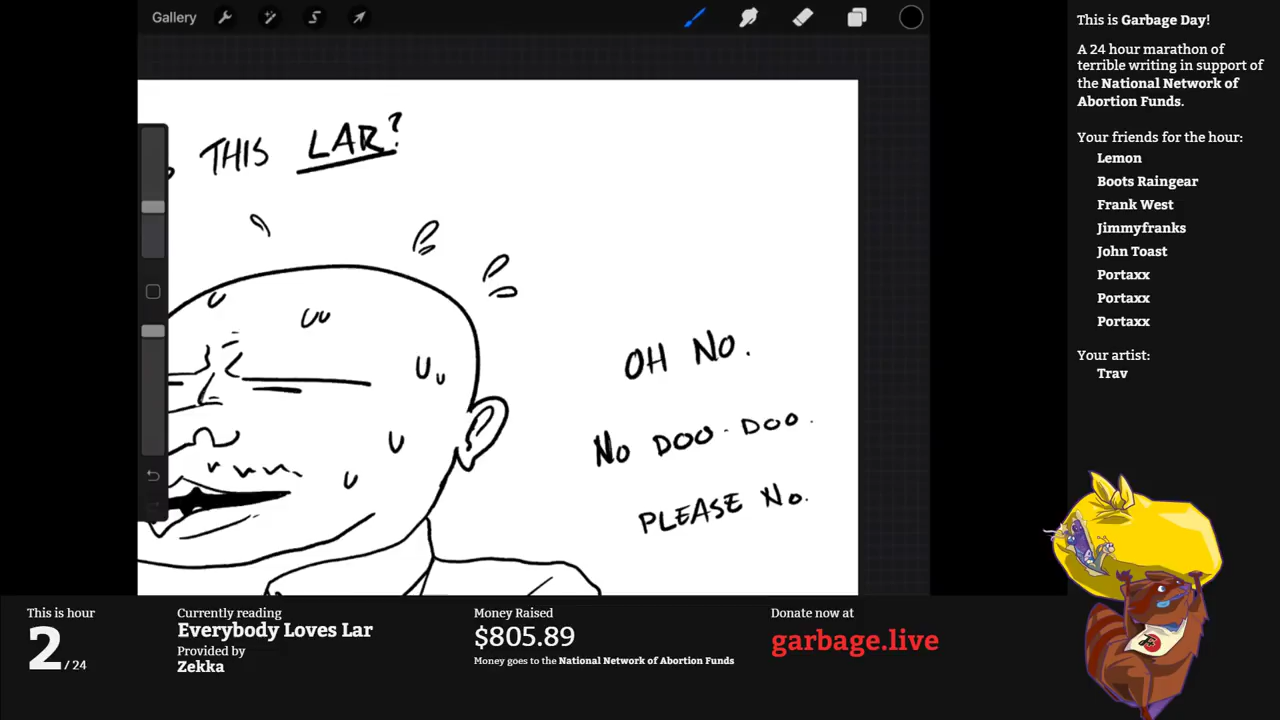 Gallery
THIS LAR?
OH NO.
NO DOO-DOO.
PLEASE NO.
This is Garbage Day!
A 24 hour marathon of
terrible writing in support of
the National Network of
Abortion Funds.
Your friends for the hour:
Lemon
Boots Raingear
Frank West
Jimmyfranks
John Toast
Portaxx
Portaxx
Portaxx
Your artist:
Trav
This is hour
2 / 24
Currently reading
Everybody Loves Lar
Provided by
Zekka
Money Raised
$805.89
Money goes to the National Network of Abortion Funds
Donate now at
garbage.live